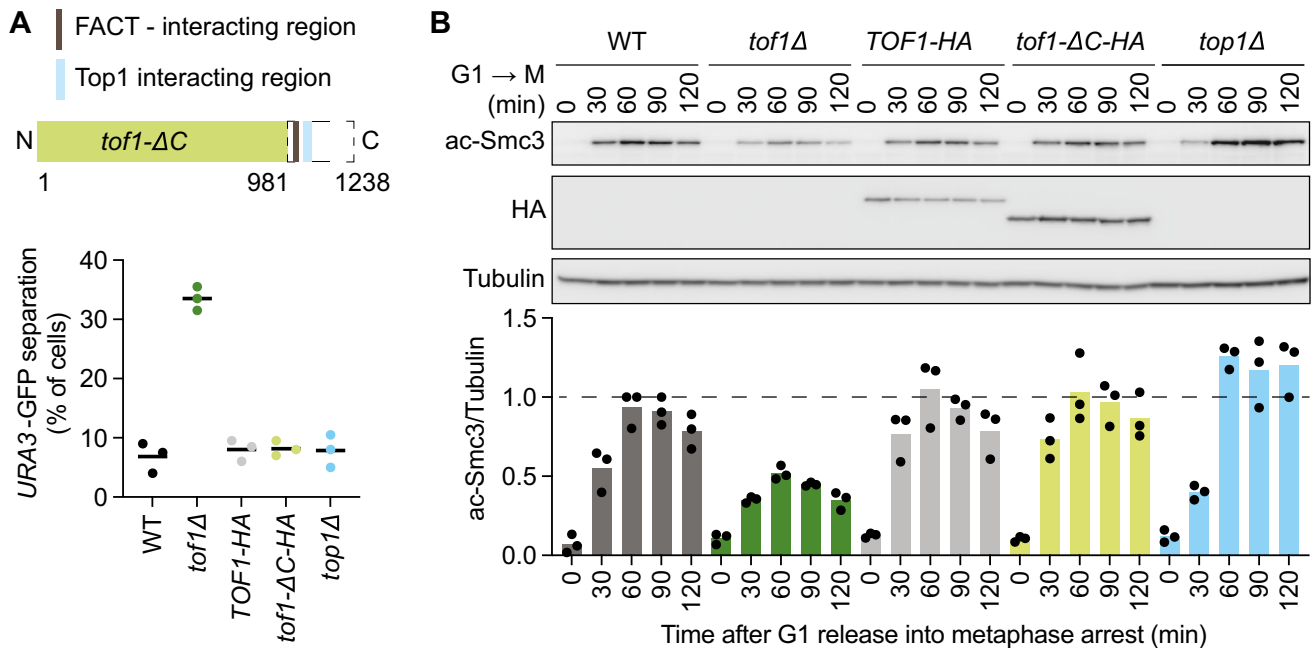 A
FACT - interacting region
Top1 interacting region
N tof1-ΔC C
1 981 1238
URA3-GFP separation
(% of cells)
40
30
20
10
0
WT
tof1Δ
TOF1-HA
tof1-ΔC-HA
top1Δ
B
WT tof1Δ TOF1-HA tof1-ΔC-HA top1Δ
G1 → M
(min)
0 30 60 90 120 0 30 60 90 120 0 30 60 90 120 0 30 60 90 120 0 30 60 90 120
ac-Smc3
HA
Tubulin
ac-Smc3/Tubulin
1.5
1.0
0.5
0.0
0 30 60 90 120 0 30 60 90 120 0 30 60 90 120 0 30 60 90 120 0 30 60 90 120
Time after G1 release into metaphase arrest (min)